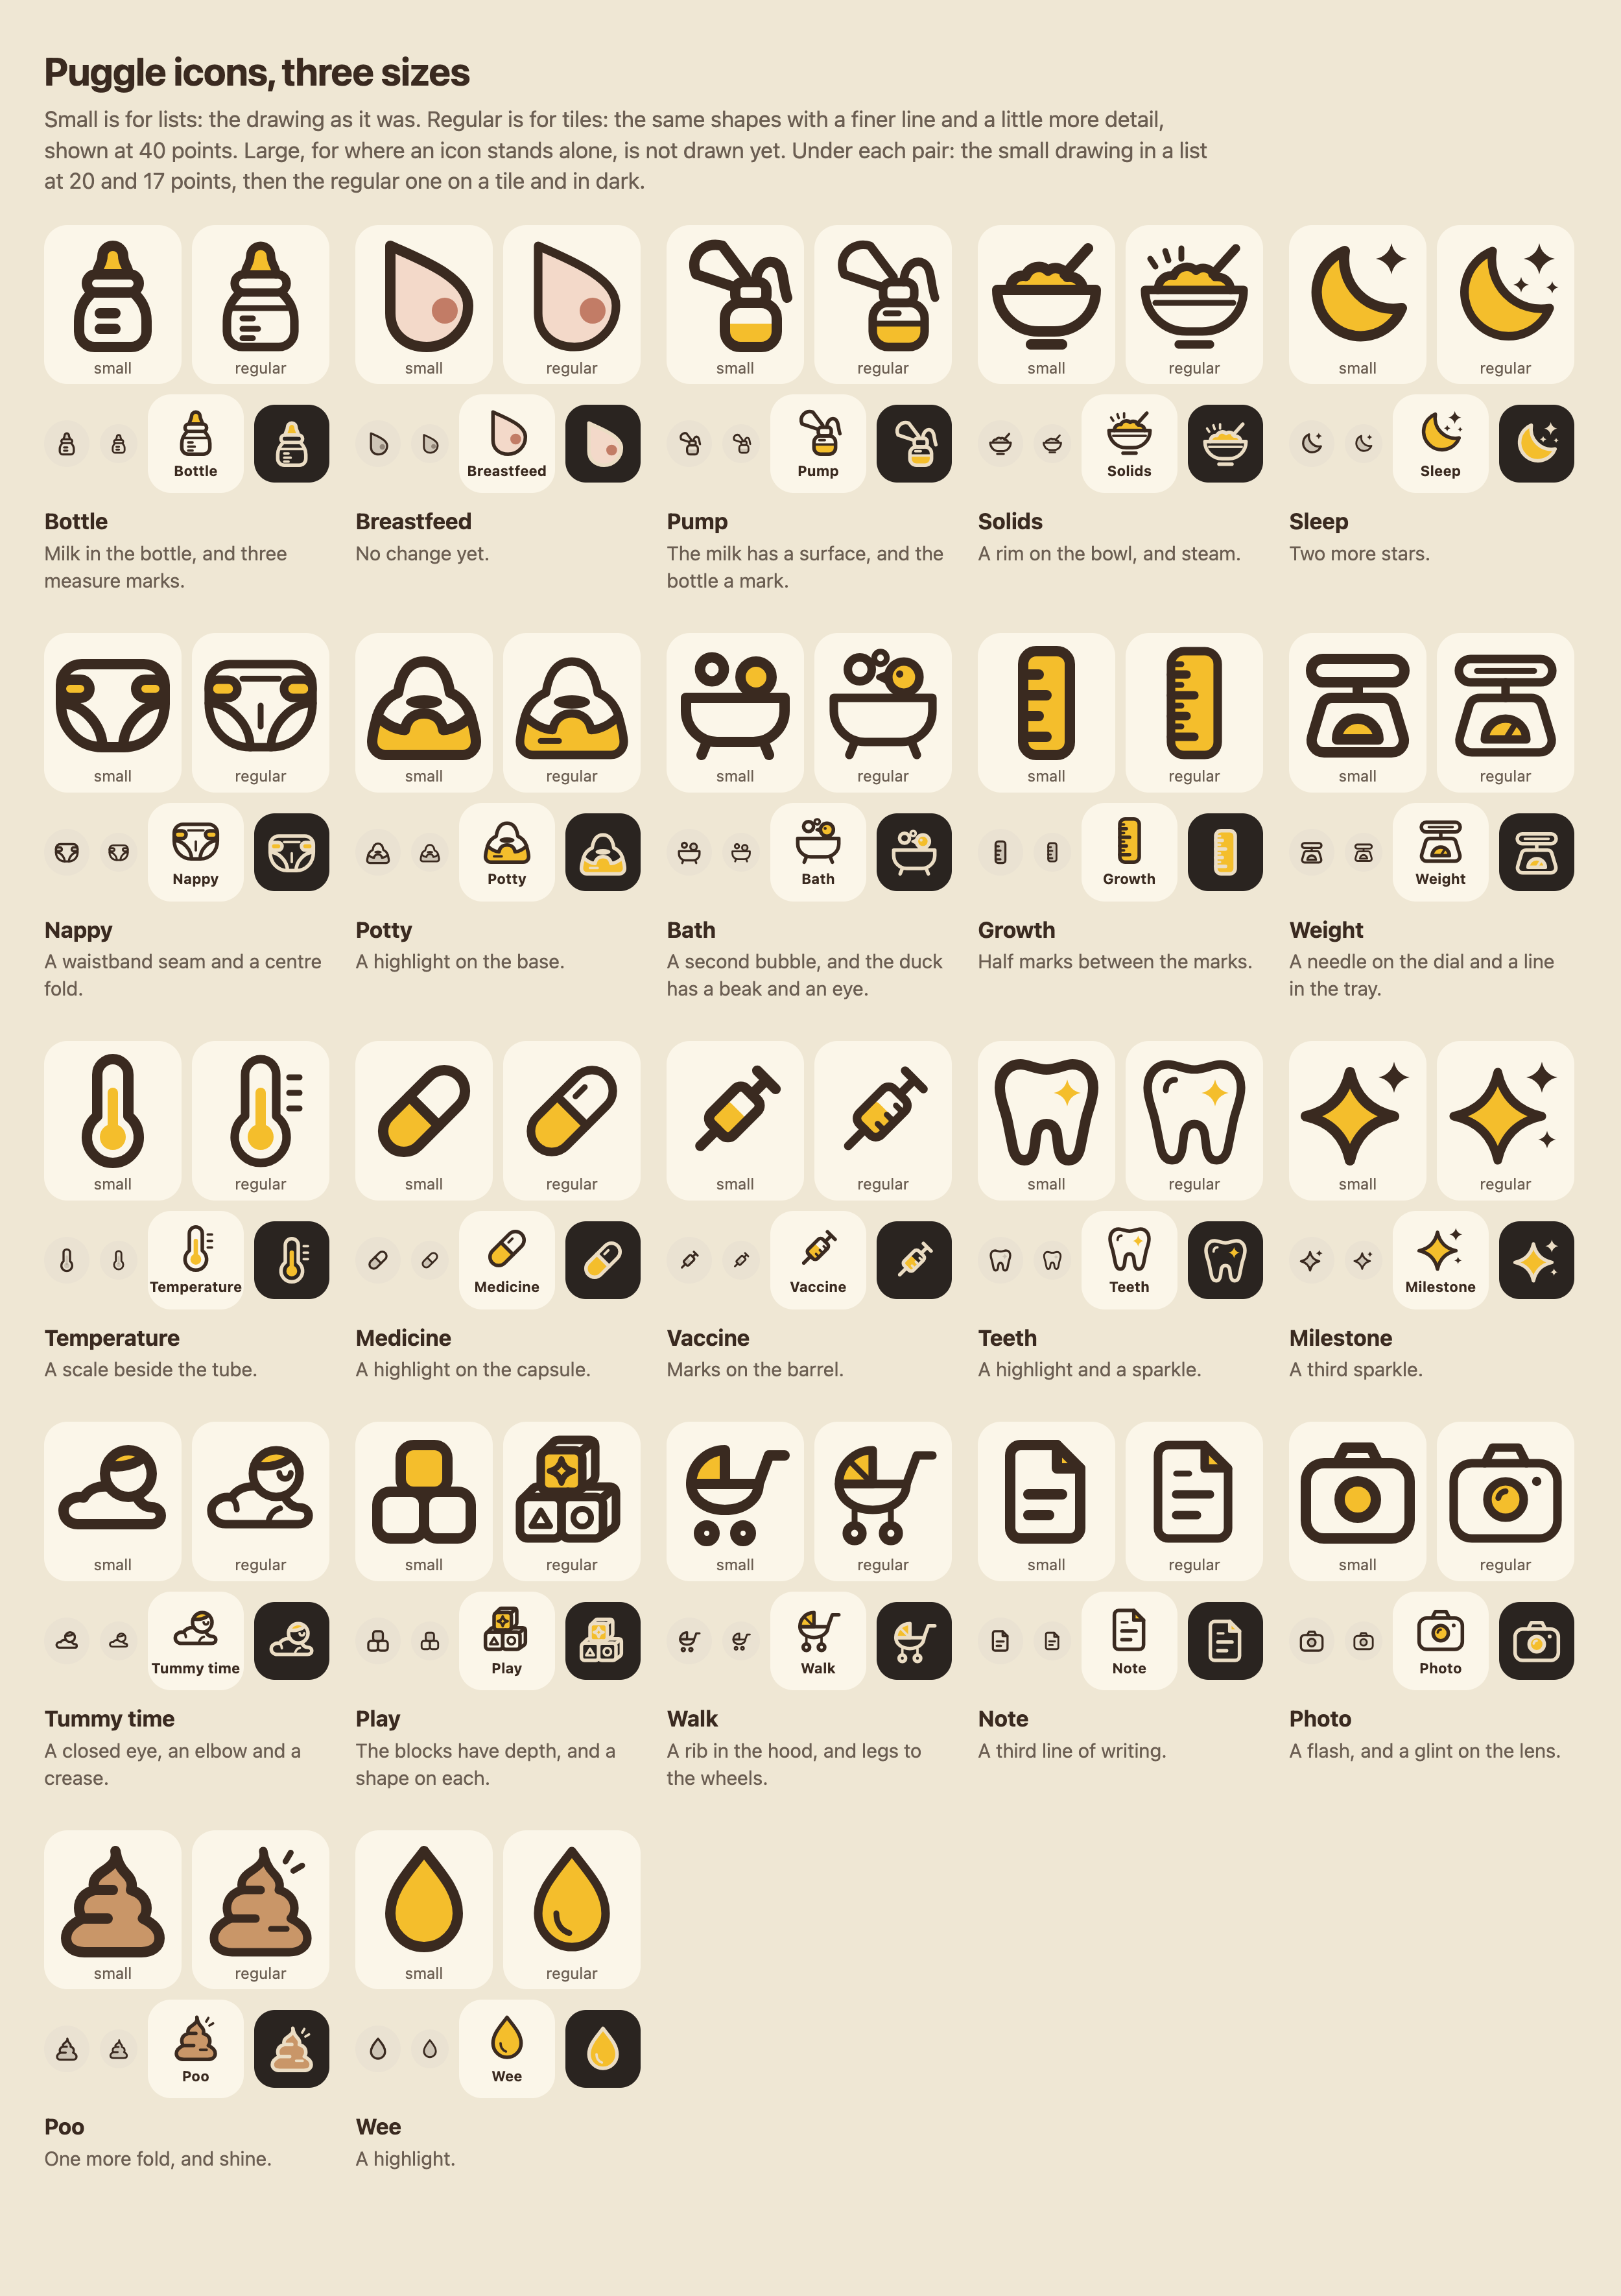 Puggle icons, three sizes
Small is for lists: the drawing as it was. Regular is for tiles: the same shapes with a finer line and a little more detail,
shown at 40 points. Large, for where an icon stands alone, is not drawn yet. Under each pair: the small drawing in a list
at 20 and 17 points, then the regular one on a tile and in dark.
small regular small regular small regular small regular small regular
Bottle Breastfeed Pump Solids Sleep
Bottle
Milk in the bottle, and three
measure marks.
Breastfeed
No change yet.
Pump
The milk has a surface, and the
bottle a mark.
Solids
A rim on the bowl, and steam.
Sleep
Two more stars.
small regular small regular small regular small regular small regular
Nappy Potty Bath Growth Weight
Nappy
A waistband seam and a centre
fold.
Potty
A highlight on the base.
Bath
A second bubble, and the duck
has a beak and an eye.
Growth
Half marks between the marks.
Weight
A needle on the dial and a line
in the tray.
small regular small regular small regular small regular small regular
Temperature Medicine Vaccine Teeth Milestone
Temperature
A scale beside the tube.
Medicine
A highlight on the capsule.
Vaccine
Marks on the barrel.
Teeth
A highlight and a sparkle.
Milestone
A third sparkle.
small regular small regular small regular small regular small regular
Tummy time Play Walk Note Photo
Tummy time
A closed eye, an elbow and a
crease.
Play
The blocks have depth, and a
shape on each.
Walk
A rib in the hood, and legs to
the wheels.
Note
A third line of writing.
Photo
A flash, and a glint on the lens.
small regular small regular
Poo Wee
Poo
One more fold, and shine.
Wee
A highlight.